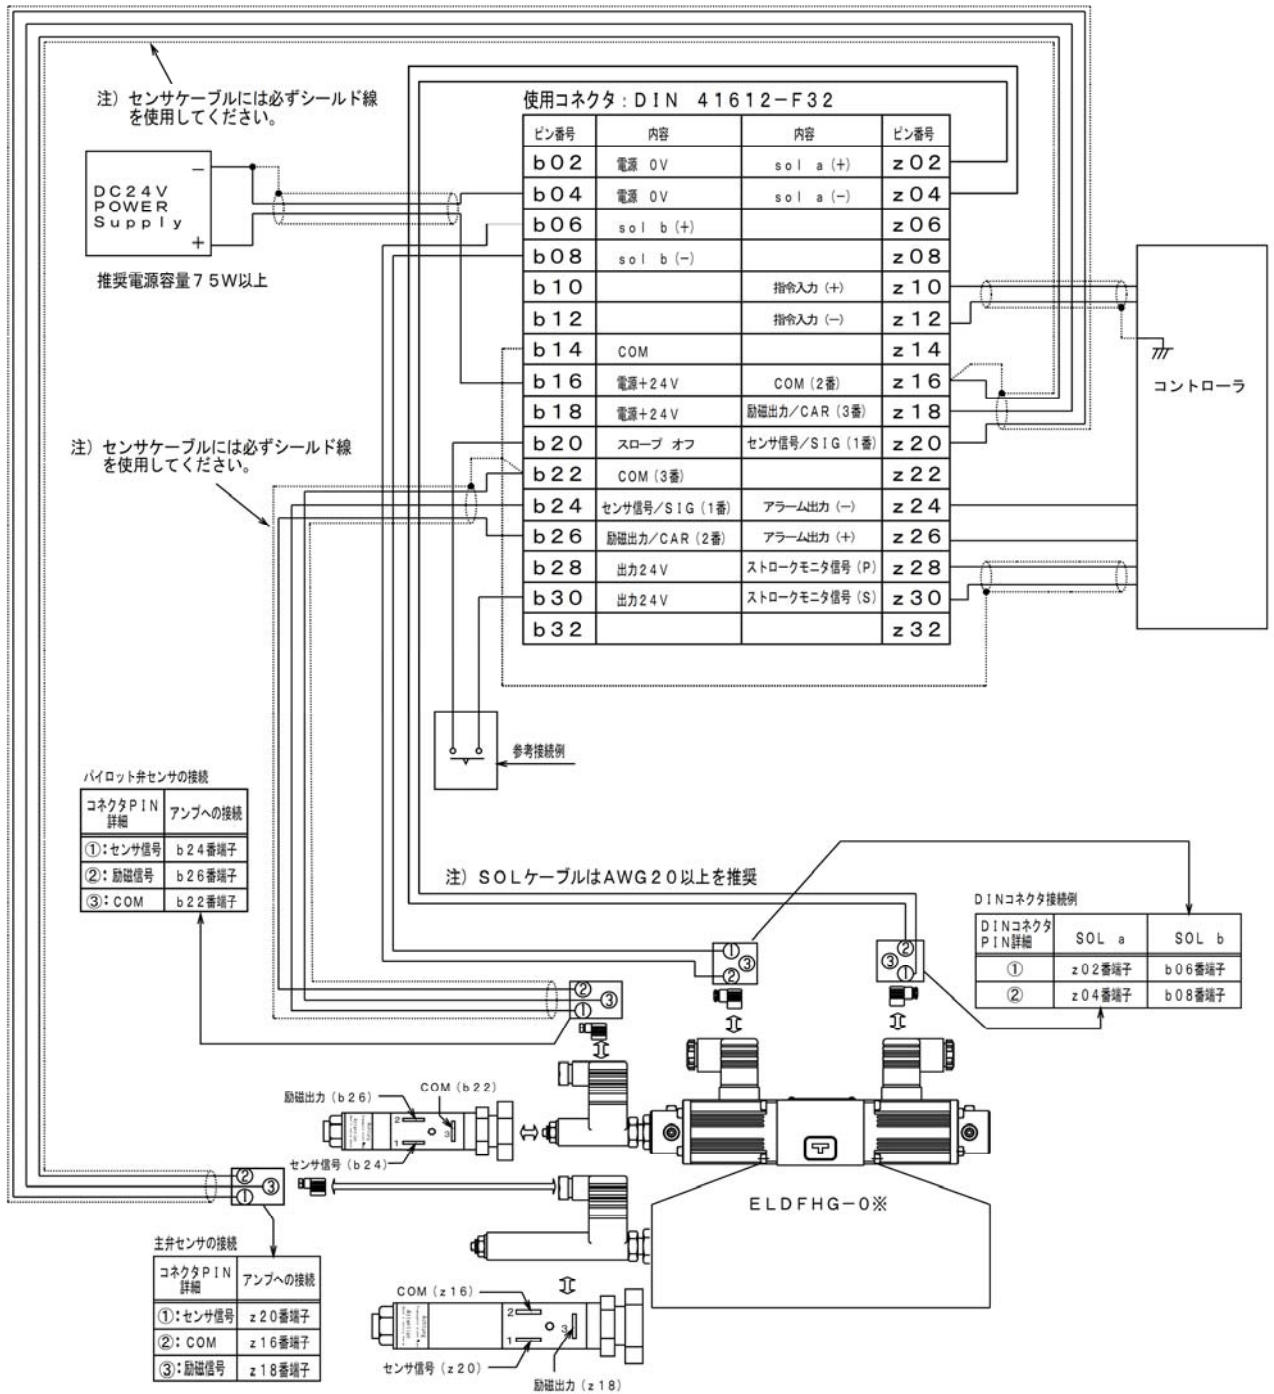 注）センサケーブルには必ずシールド線
を使用してください。
DC24V
POWER
Supply
−
+
推奨電源容量75W以上
使用コネクタ：DIN 41612−F32
ピン番号 内容 内容 ピン番号
b02 電源 0V sol a(+) z02
b04 電源 0V sol a(−) z04
b06 sol b(+) z06
b08 sol b(−) z08
b10 指令入力(+) z10
b12 指令入力(−) z12
b14 COM z14
b16 電源+24V COM(2番) z16
b18 電源+24V 励磁出力/CAR(3番) z18
b20 スロープ オフ センサ信号/SIG(1番) z20
b22 COM(3番) z22
b24 センサ信号/SIG(1番) アラーム出力(−) z24
b26 励磁出力/CAR(2番) アラーム出力(+) z26
b28 出力24V ストロークモニタ信号(P) z28
b30 出力24V ストロークモニタ信号(S) z30
b32 z32
コントローラ
注）センサケーブルには必ずシールド線
を使用してください。
参考接続例
パイロット弁センサの接続
コネクタPIN
詳細 アンプへの接続
①：センサ信号 b24番端子
②：励磁信号 b26番端子
③：COM b22番端子
注）SOLケーブルはAWG20以上を推奨
DINコネクタ接続例
DINコネクタ
PIN詳細 SOL a SOL b
① z02番端子 b06番端子
② z04番端子 b08番端子
① ③ ②
② ③ ①
② ③ ①
励磁出力(b26)
COM(b22)
2
3
1
センサ信号(b24)
② ③ ①
ELDFHG−0※
主弁センサの接続
コネクタPIN
詳細 アンプへの接続
①：センサ信号 z20番端子
②：COM z16番端子
③：励磁信号 z18番端子
COM(z16)
2
3
1
センサ信号(z20)
励磁出力(z18)